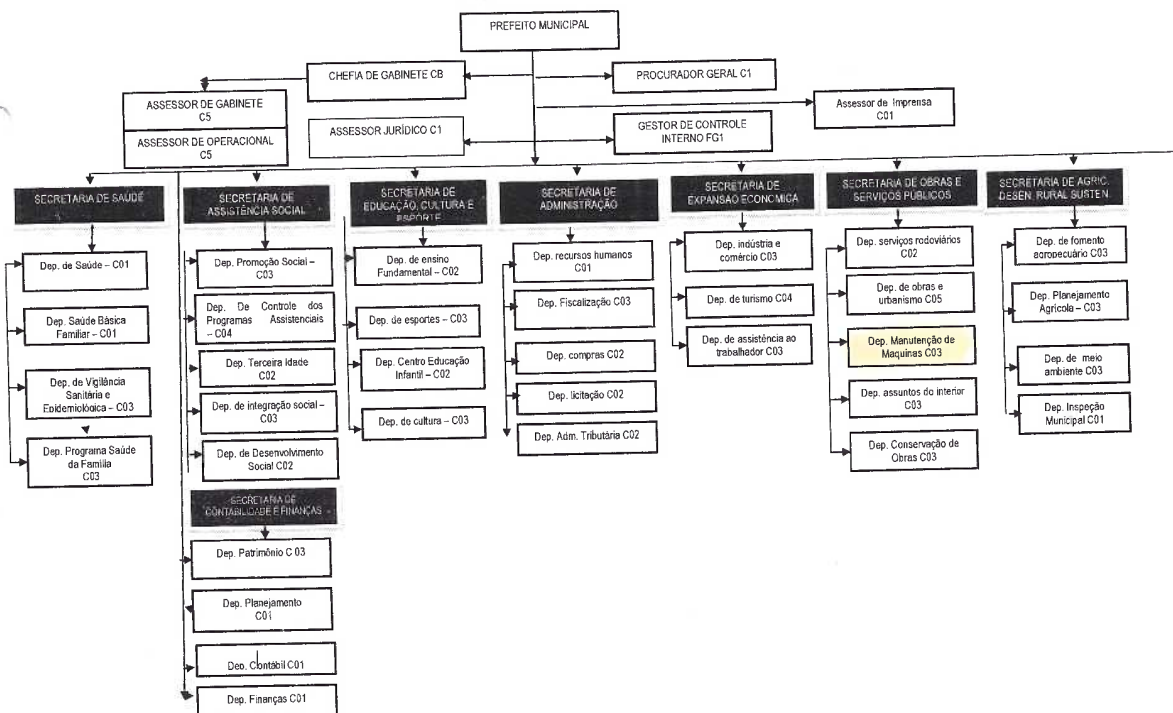 PREFEITO MUNICIPAL
CHEFIA DE GABINETE CB
PROCURADOR GERAL C1
ASSESSOR DE GABINETE
C5
ASSESSOR DE OPERACIONAL
C5
Assessor de Imprensa
C01
ASSESSOR JURÍDICO C1
GESTOR DE CONTROLE
INTERNO FG1
SECRETARIA DE SAÚDE
Dep. de Saúde – C01
Dep. Saúde Básica
Familiar – C01
Dep. de Vigilância
Sanitária e
Epidemiológica – C03
Dep. Programa Saúde
da Família
C03
SECRETARIA DE
ASSISTÊNCIA SOCIAL
Dep. Promoção Social –
C03
Dep. De Controle dos
Programas Assistenciais
– C04
Dep. Terceira Idade
C02
Dep. de integração social –
C03
Dep. de Desenvolvimento
Social C02
SECRETARIA DE
CONTABILIDADE E FINANÇAS
Dep. Patrimônio C 03
Dep. Planejamento
C01
Dep. Contábil C01
Dep. Finanças C01
SECRETARIA DE
EDUCAÇÃO, CULTURA E
ESPORTE
Dep. de ensino
Fundamental – C02
Dep. de esportes – C03
Dep. Centro Educação
Infantil – C02
Dep. de cultura – C03
SECRETARIA DE
ADMINISTRAÇÃO
Dep. recursos humanos
C01
Dep. Fiscalização C03
Dep. compras C02
Dep. licitação C02
Dep. Adm. Tributária C02
SECRETARIA DE
EXPANSÃO ECONOMICA
Dep. indústria e
comércio C03
Dep. de turismo C04
Dep. de assistência ao
trabalhador C03
SECRETARIA DE OBRAS E
SERVIÇOS PÚBLICOS
Dep. serviços rodoviários
C02
Dep. de obras e
urbanismo C05
Dep. Manutenção de
Maquinas C03
Dep. assuntos do interior
C03
Dep. Conservação de
Obras C03
SECRETARIA DE AGRIC.
DESEN. RURAL SUSTEN
Dep. de fomento
agropecuário C03
Dep. Planejamento
Agrícola – C03
Dep. de meio
ambiente C03
Dep. Inspeção
Municipal C01